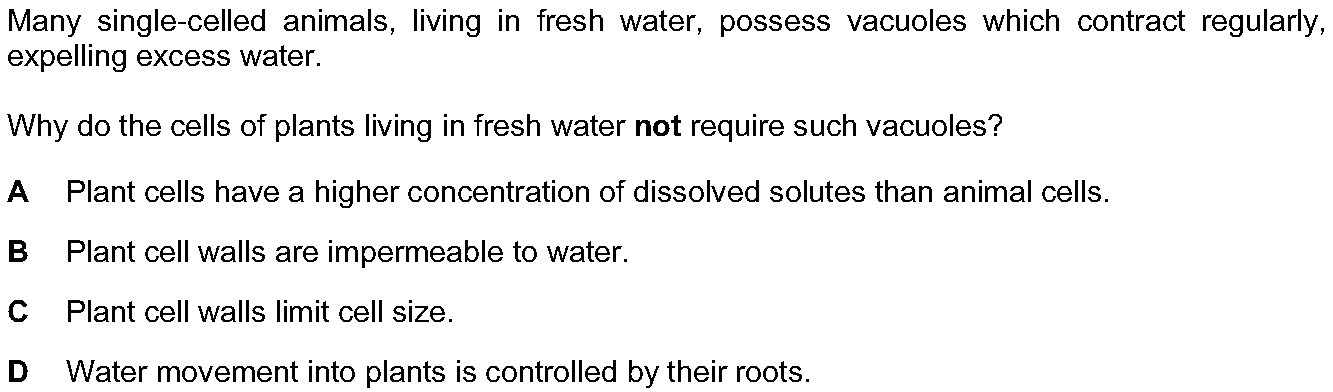 Many single-celled animals, living in fresh water, possess vacuoles which contract regularly,
expelling excess water.
Why do the cells of plants living in fresh water not require such vacuoles?
A Plant cells have a higher concentration of dissolved solutes than animal cells.
B Plant cell walls are impermeable to water.
C Plant cell walls limit cell size.
D Water movement into plants is controlled by their roots.